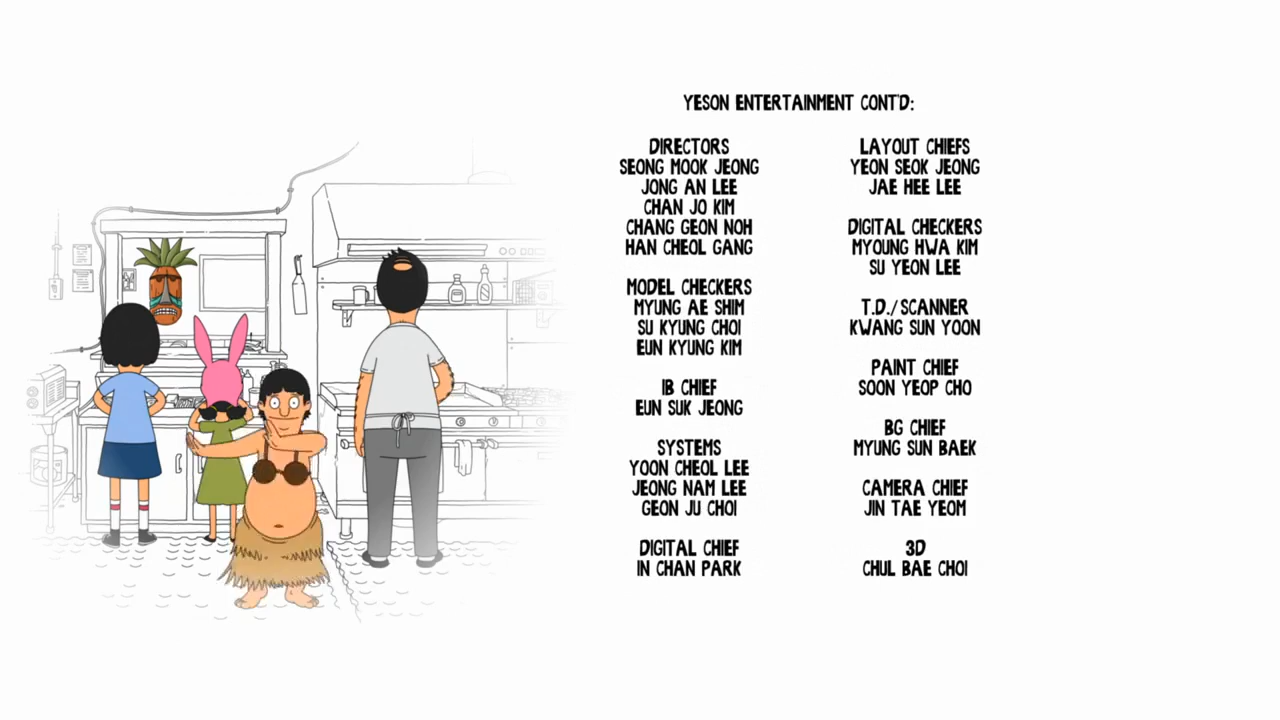 YESON ENTERTAINMENT CONT'D:
DIRECTORS
SEONG MOOK JEONG
JONG AN LEE
CHAN JO KIM
CHANG GEON NOH
HAN CHEOL GANG
MODEL CHECKERS
MYUNG AE SHIM
SU KYUNG CHOI
EUN KYUNG KIM
IB CHIEF
EUN SUK JEONG
SYSTEMS
YOON CHEOL LEE
JEONG NAM LEE
GEON JU CHOI
DIGITAL CHIEF
IN CHAN PARK
LAYOUT CHIEFS
YEON SEOK JEONG
JAE HEE LEE
DIGITAL CHECKERS
MYOUNG HWA KIM
SU YEON LEE
T.D./SCANNER
KWANG SUN YOON
PAINT CHIEF
SOON YEOP CHO
BG CHIEF
MYUNG SUN BAEK
CAMERA CHIEF
JIN TAE YEOM
3D
CHUL BAE CHOI